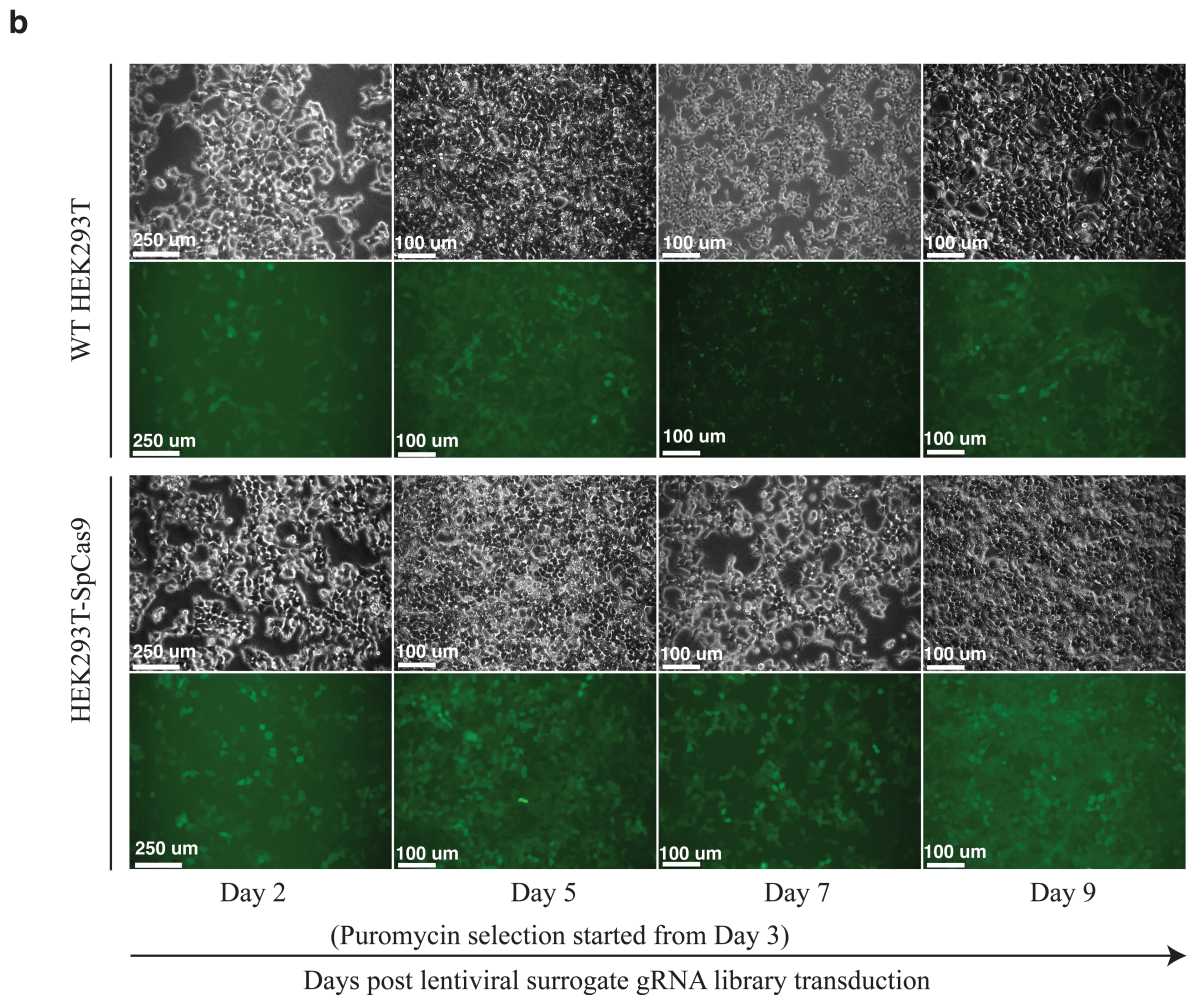 b
WT HEK293T
250 um
100 um
100 um
100 um
250 um
100 um
100 um
100 um
HEK293T-SpCas9
250 um
100 um
100 um
100 um
250 um
100 um
100 um
100 um
Day 2
Day 5
Day 7
Day 9
(Puromycin selection started from Day 3)
Days post lentiviral surrogate gRNA library transduction